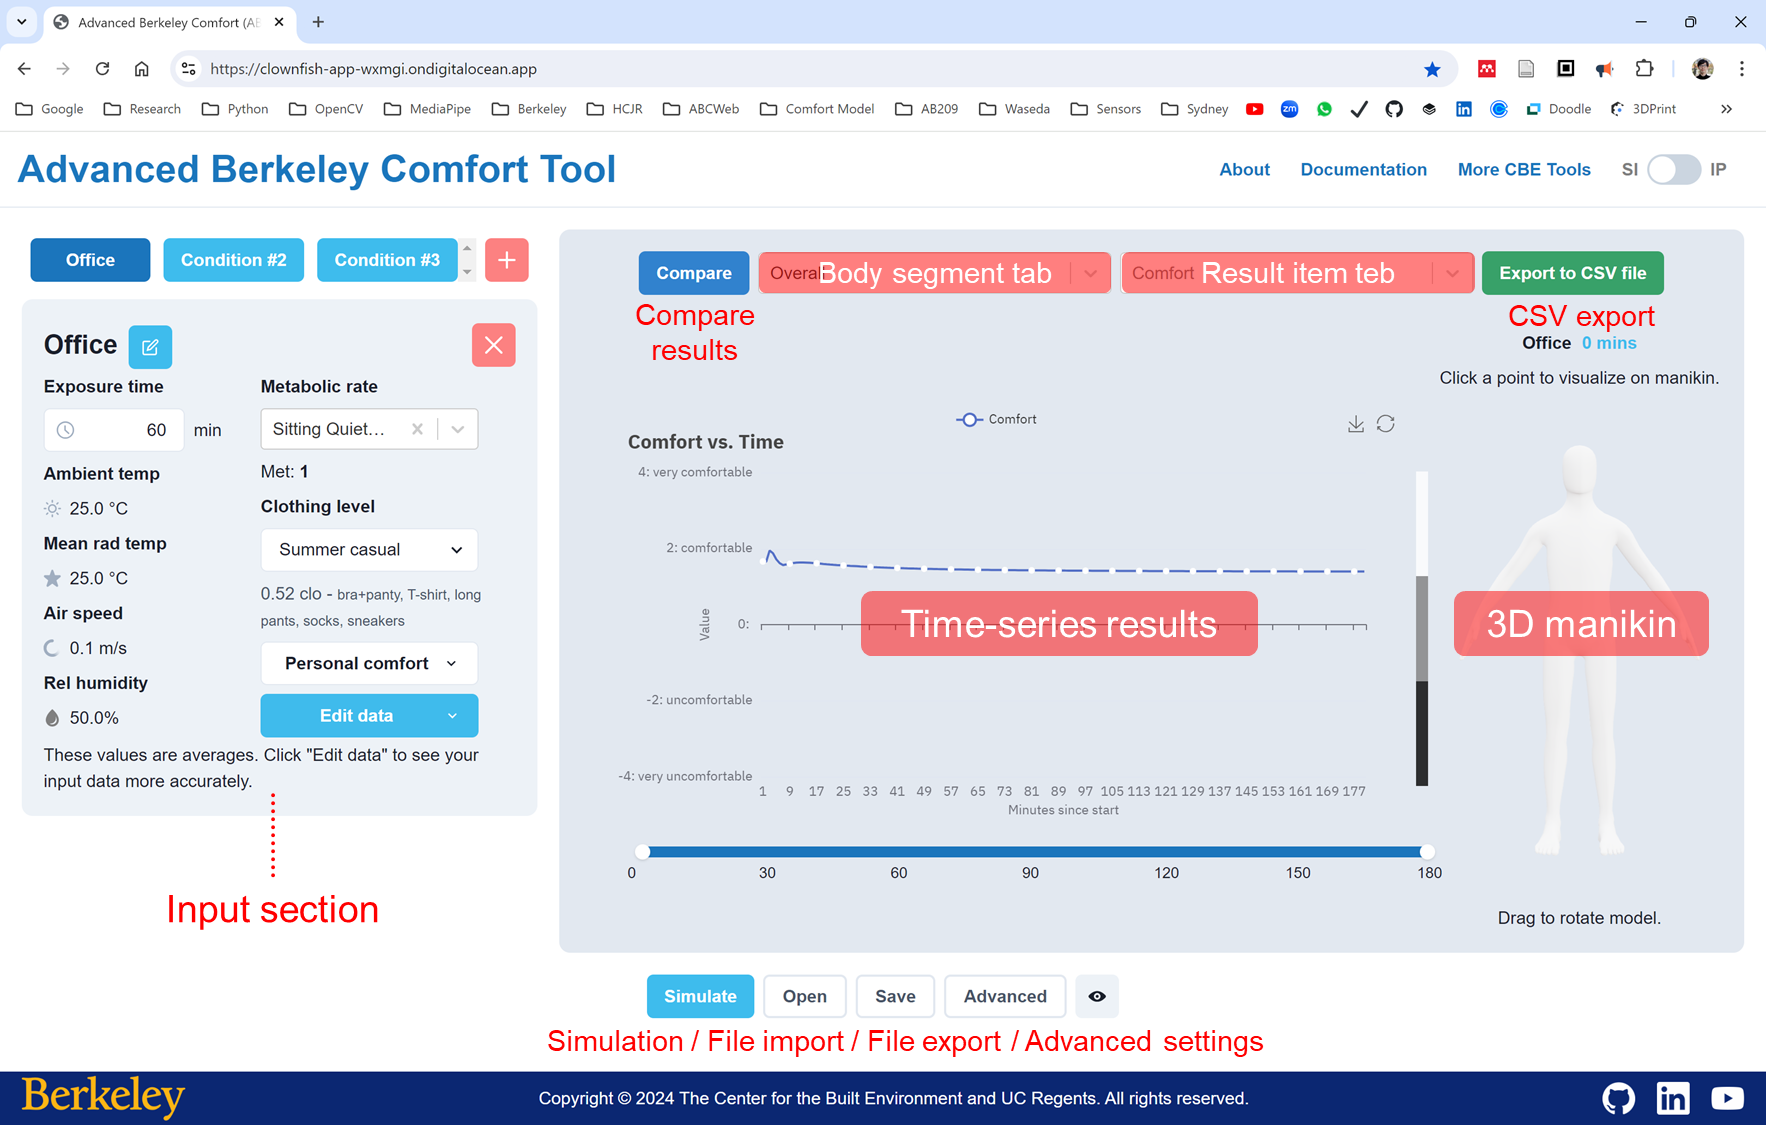 Advanced Berkeley Comfort (AB
https://clownfish-app-wxmgi.ondigitalocean.app
Google Research Python OpenCV MediaPipe Berkeley HCJR ABCWeb Comfort Model AB209 Waseda Sensors Sydney zm Doodle 3DPrint
Advanced Berkeley Comfort Tool
About Documentation More CBE Tools SI IP
Office Condition #2 Condition #3 +
Office
Exposure time
60 min
Ambient temp
25.0 °C
Mean rad temp
25.0 °C
Air speed
0.1 m/s
Rel humidity
50.0%
Metabolic rate
Sitting Quiet...
Met: 1
Clothing level
Summer casual
0.52 clo - bra+panty, T-shirt, long
pants, socks, sneakers
Personal comfort
Edit data
These values are averages. Click "Edit data" to see your
input data more accurately.
Input section
Compare Overal Body segment tab Comfort Result item teb Export to CSV file
Compare
results
CSV export
Office 0 mins
Click a point to visualize on manikin.
Comfort
Comfort vs. Time
4: very comfortable
2: comfortable
Value
0:
-2: uncomfortable
-4: very uncomfortable
Time-series results
3D manikin
1 9 17 25 33 41 49 57 65 73 81 89 97 105 113 121 129 137 145 153 161 169 177
Minutes since start
0 30 60 90 120 150 180
Drag to rotate model.
Simulate Open Save Advanced
Simulation / File import / File export / Advanced settings
Berkeley
Copyright © 2024 The Center for the Built Environment and UC Regents. All rights reserved.
in